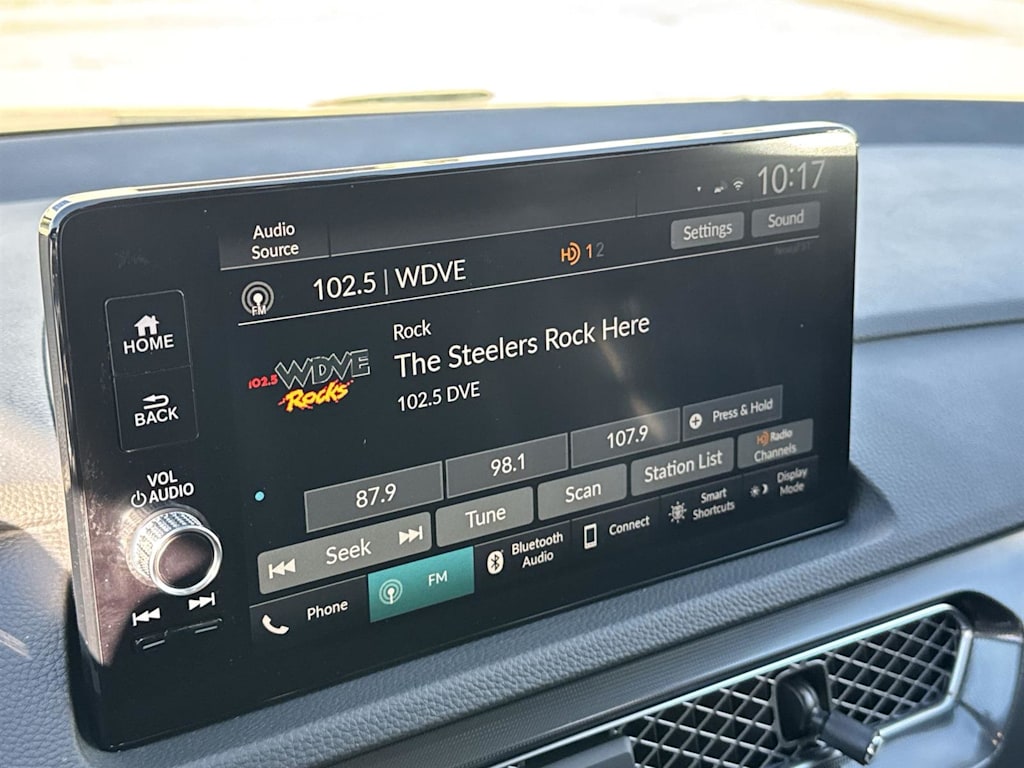 10:17
Audio
Source
Settings
Sound
FM
102.5 | WDVE
HD 1 2
HOME
BACK
VOL
AUDIO
102.5 WDVE
Rocks
Rock
The Steelers Rock Here
102.5 DVE
87.9
98.1
107.9
Press & Hold
Seek
Tune
Scan
Station List
HD Radio
Channels
Phone
FM
Bluetooth
Audio
Connect
Smart
Shortcuts
Display
Mode